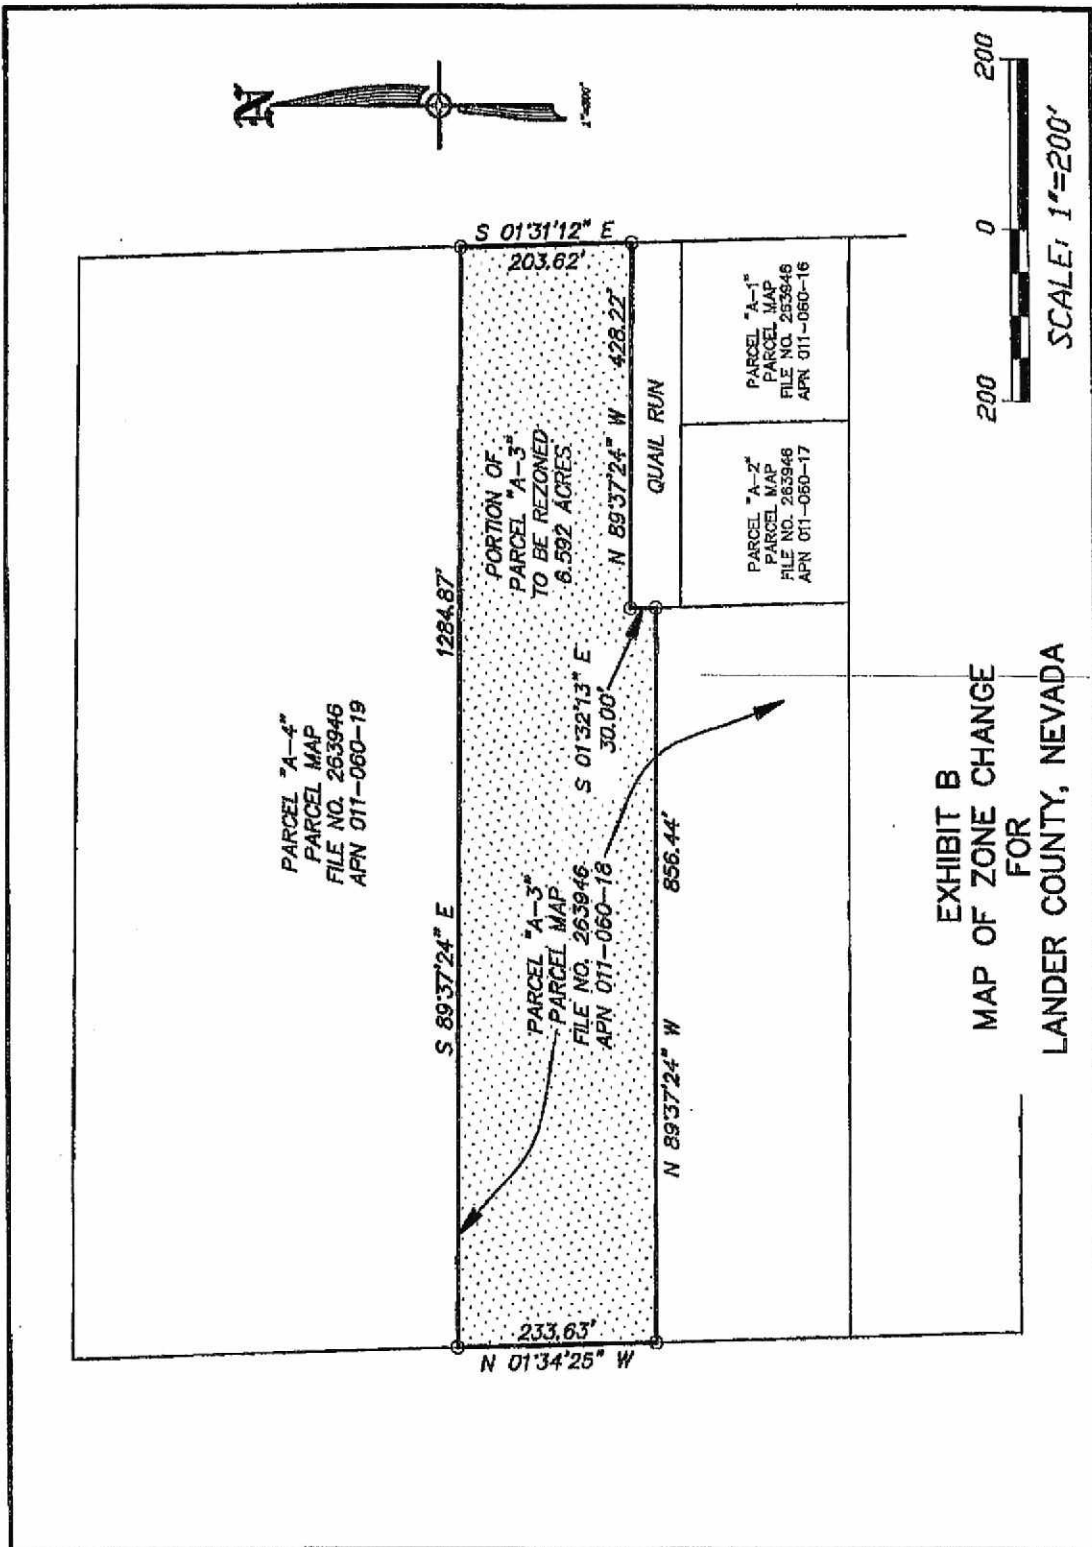 N
1"=200'
PARCEL "A-4"
PARCEL MAP
FILE NO. 263946
APN 011-060-19
S 89°37'24" E
1284.87'
S 01°31'12" E
203.62'
PORTION OF
PARCEL "A-3"
TO BE REZONED
6.592 ACRES
N 89°37'24" W
428.22'
QUAIL RUN
PARCEL "A-3"
PARCEL MAP
FILE NO. 263946
APN 011-060-18
S 01°32'13" E
30.00'
233.63'
N 01°34'25" W
N 89°37'24" W
856.44'
PARCEL "A-2"
PARCEL MAP
FILE NO. 263946
APN 011-060-17
PARCEL "A-1"
PARCEL MAP
FILE NO. 263946
APN 011-060-16
EXHIBIT B
MAP OF ZONE CHANGE
FOR
LANDER COUNTY, NEVADA
200
0
200
SCALE: 1"=200'